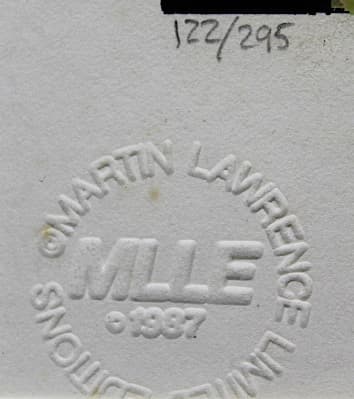 122/295
© MARTIN LAWRENCE LIMITED EDITIONS
MLLE
© 1987